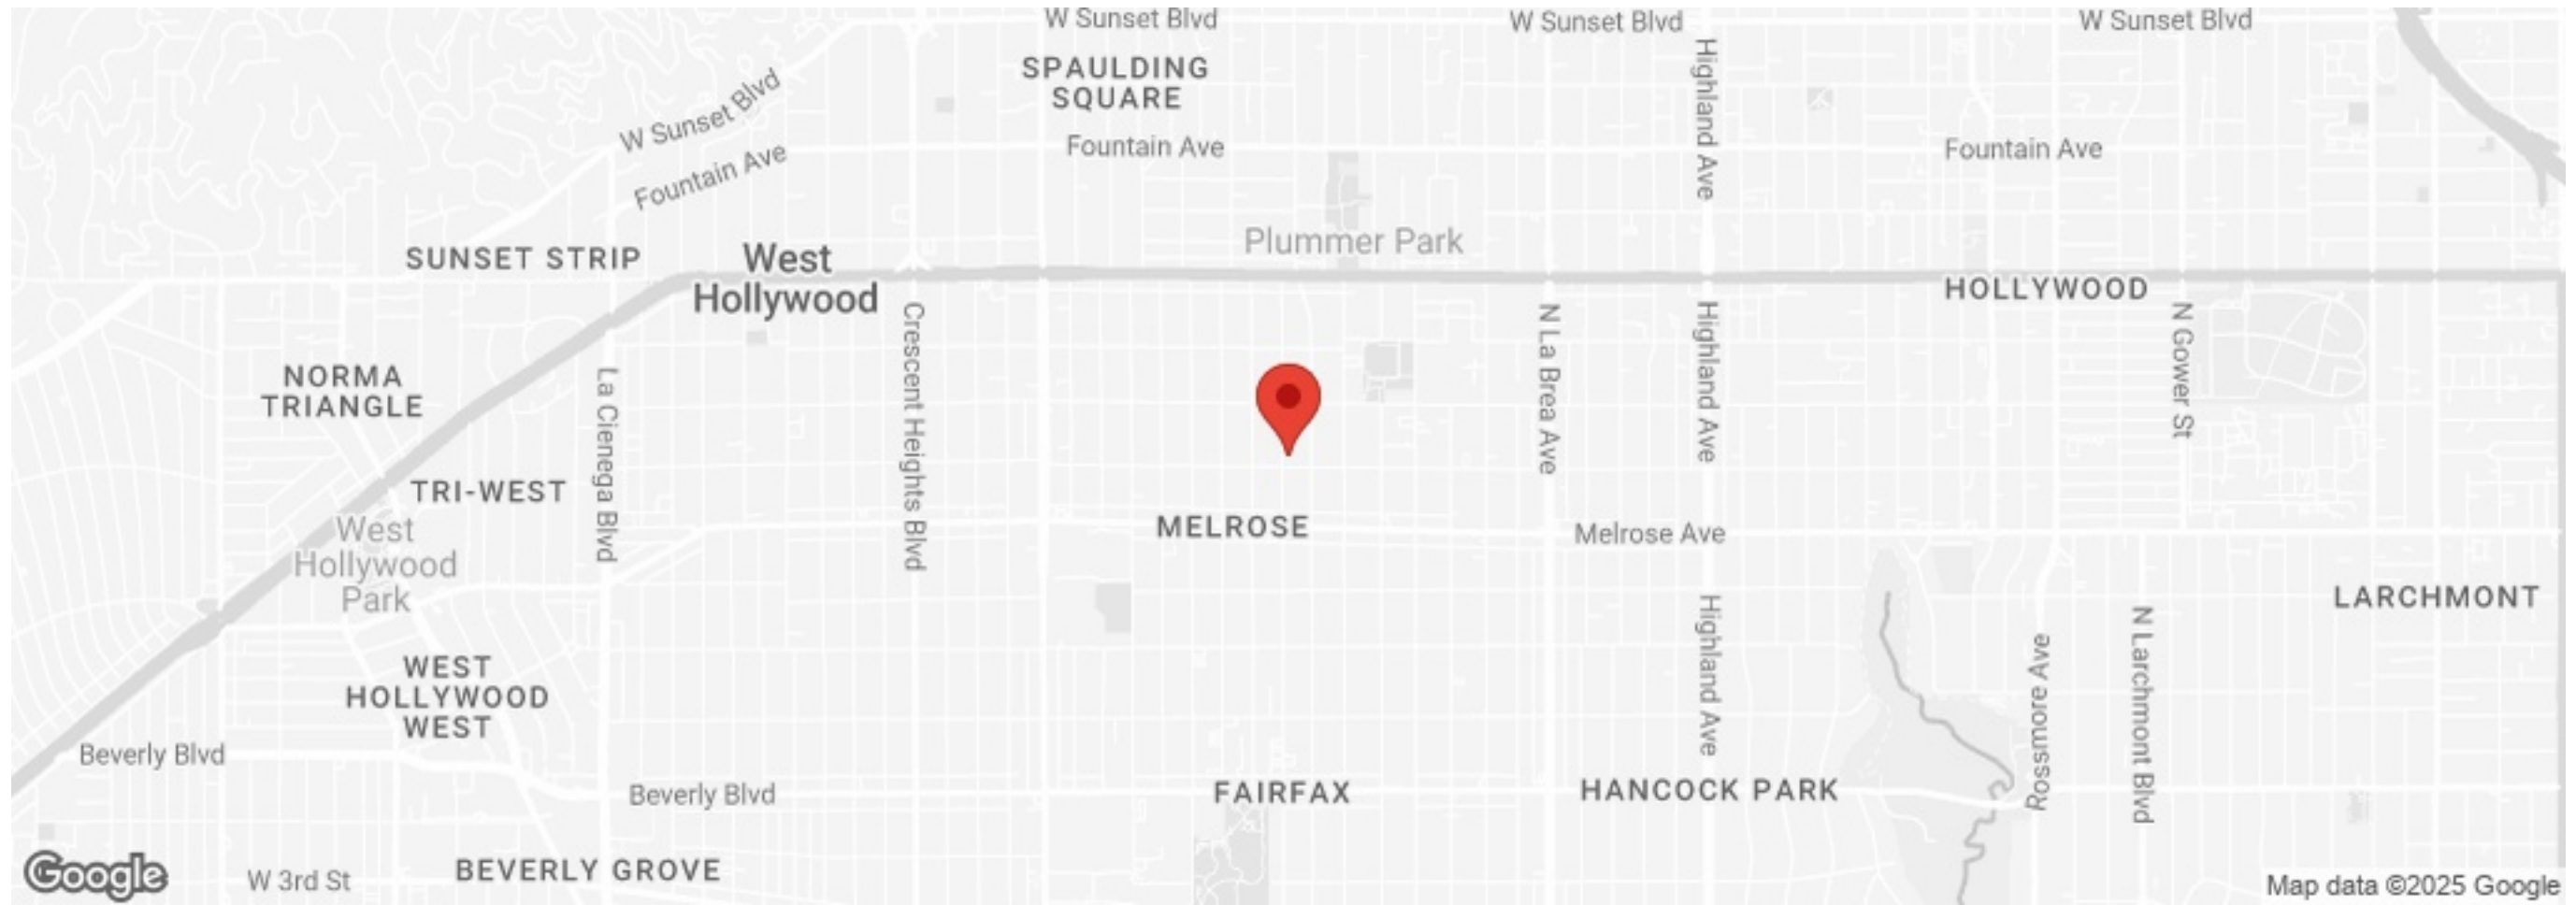 W Sunset Blvd
W Sunset Blvd
W Sunset Blvd
Highland Ave
SPAULDING
SQUARE
W Sunset Blvd
Fountain Ave
Fountain Ave
Fountain Ave
SUNSET STRIP
West
Hollywood
Plummer Park
HOLLYWOOD
Crescent Heights Blvd
N La Brea Ave
Highland Ave
N Gower St
NORMA
TRIANGLE
La Cienega Blvd
TRI-WEST
West
Hollywood
Park
MELROSE
Melrose Ave
LARCHMONT
Highland Ave
N Larchmont Blvd
Rossmore Ave
WEST
HOLLYWOOD
WEST
Beverly Blvd
Beverly Blvd
FAIRFAX
HANCOCK PARK
Google
W 3rd St
BEVERLY GROVE
Map data ©2025 Google